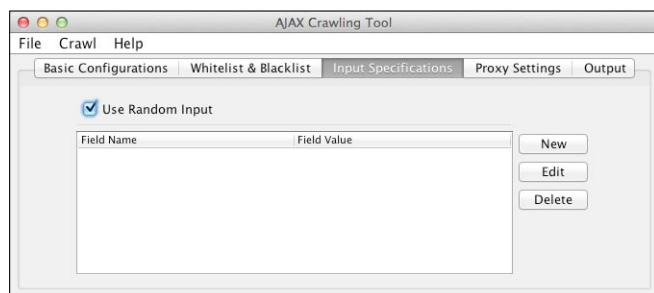 AJAX Crawling Tool
File Crawl Help
Basic Configurations Whitelist & Blacklist Input Specifications Proxy Settings Output
Use Random Input
Field Name Field Value
New
Edit
Delete